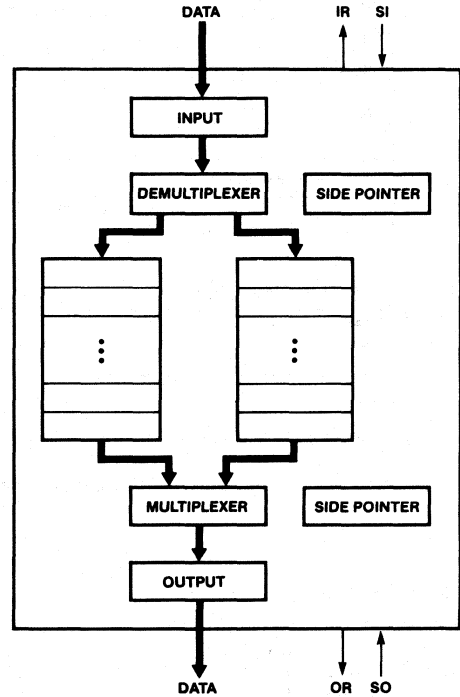 DATA IR SI
INPUT
DEMULTIPLEXER SIDE POINTER
MULTIPLEXER SIDE POINTER
OUTPUT
DATA OR SO